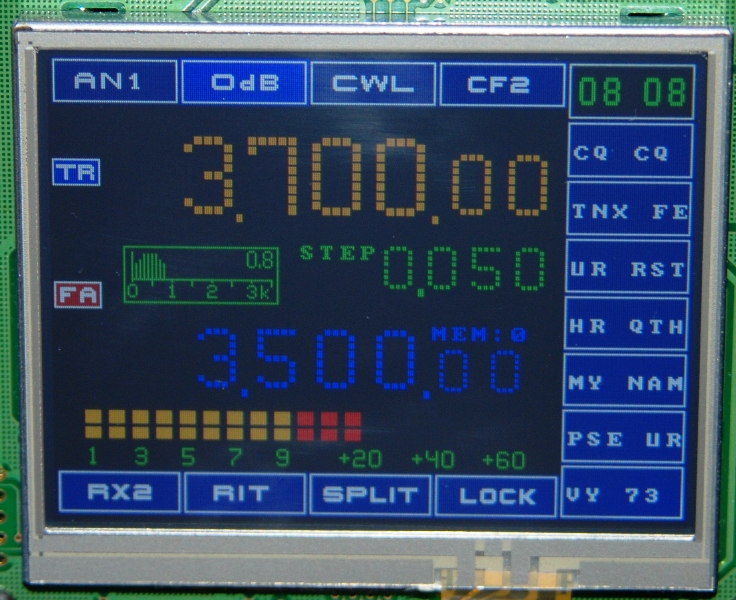 AN1 0dB CWL CF2 08 08
CQ CQ
TR 3.700.00
TNX FE
STEP 0.050
0.8
0 1 2 3k
UR RST
FA
HR QTH
MEM:0
3.500.00
MY NAM
PSE UR
1 3 5 7 9 +20 +40 +60
RX2 RIT SPLIT LOCK VY 73